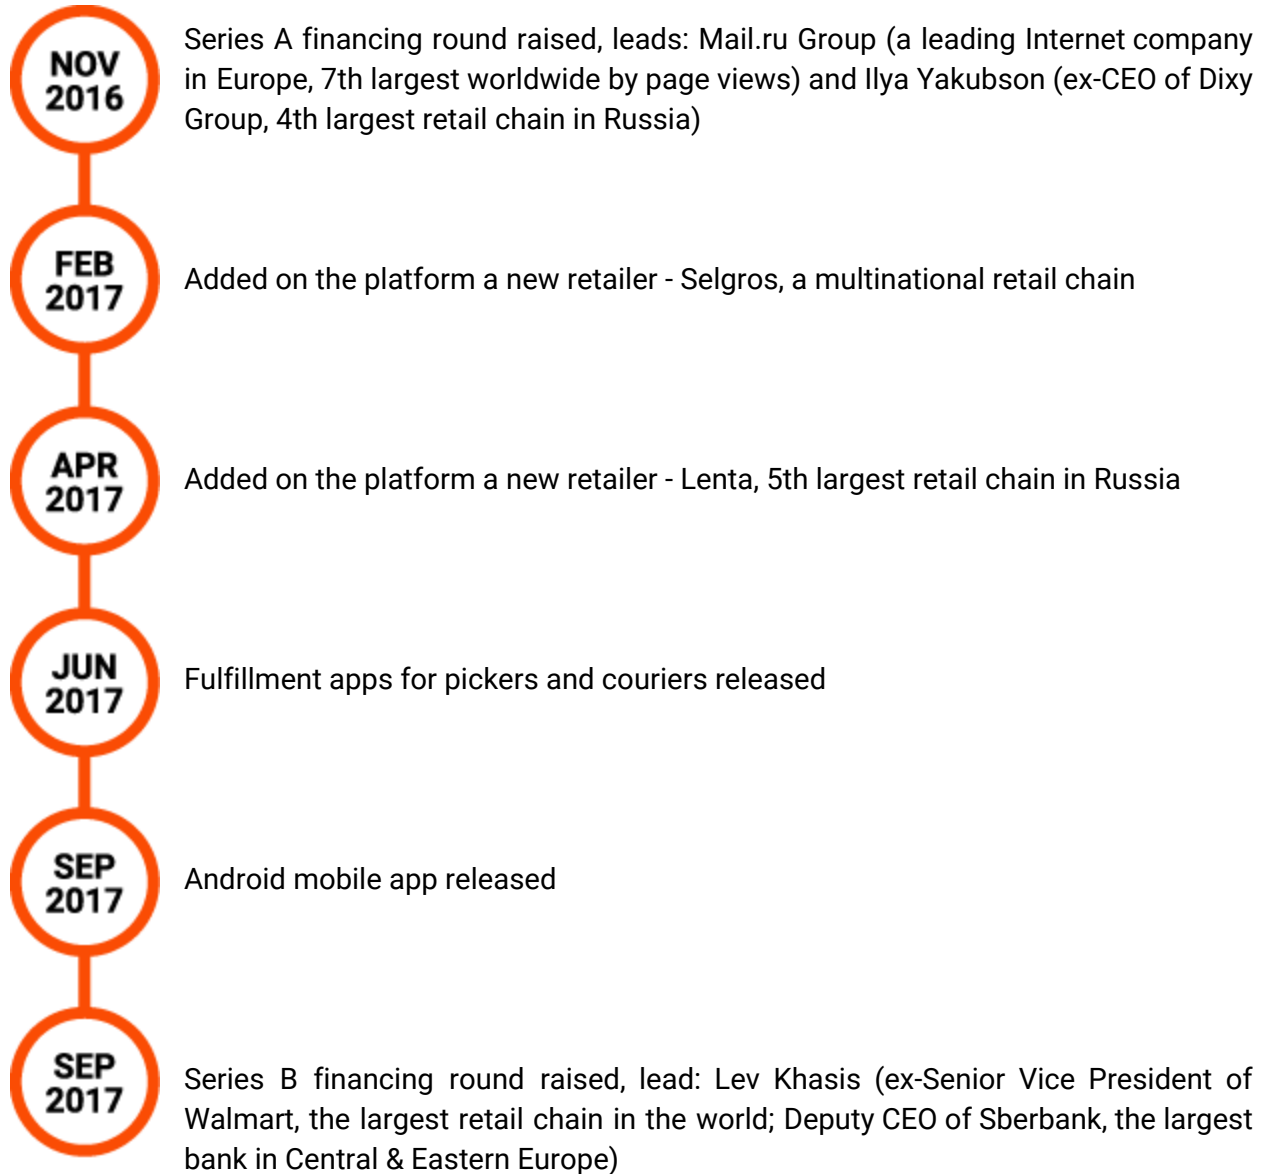 NOV
2016
Series A financing round raised, leads: Mail.ru Group (a leading Internet company
in Europe, 7th largest worldwide by page views) and Ilya Yakubson (ex-CEO of Dixy
Group, 4th largest retail chain in Russia)
FEB
2017
Added on the platform a new retailer - Selgros, a multinational retail chain
APR
2017
Added on the platform a new retailer - Lenta, 5th largest retail chain in Russia
JUN
2017
Fulfillment apps for pickers and couriers released
SEP
2017
Android mobile app released
SEP
2017
Series B financing round raised, lead: Lev Khasis (ex-Senior Vice President of
Walmart, the largest retail chain in the world; Deputy CEO of Sberbank, the largest
bank in Central & Eastern Europe)